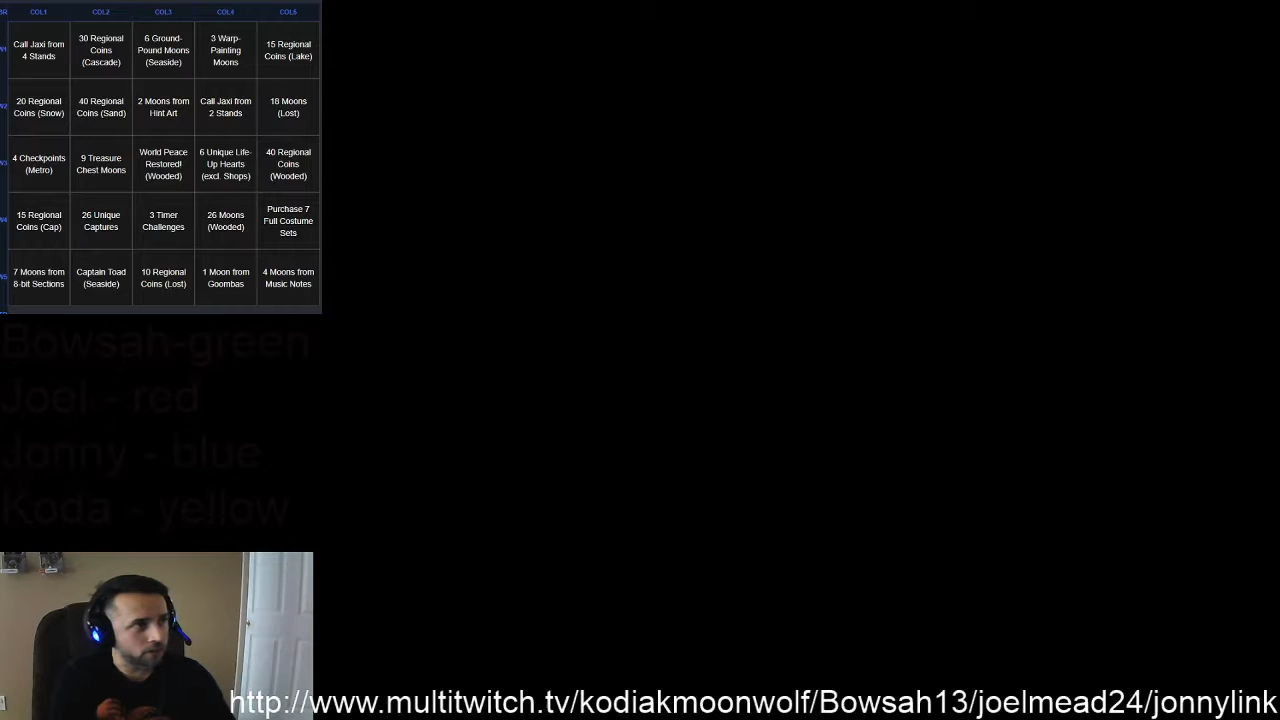 COL1 COL2 COL3 COL4 COL5
Call Jaxi from
4 Stands
30 Regional
Coins
(Cascade)
6 Ground-
Pound Moons
(Seaside)
3 Warp-
Painting
Moons
15 Regional
Coins (Lake)
20 Regional
Coins (Snow)
40 Regional
Coins (Sand)
2 Moons from
Hint Art
Call Jaxi from
2 Stands
18 Moons
(Lost)
4 Checkpoints
(Metro)
9 Treasure
Chest Moons
World Peace
Restored!
(Wooded)
6 Unique Life-
Up Hearts
(excl. Shops)
40 Regional
Coins
(Wooded)
15 Regional
Coins (Cap)
26 Unique
Captures
3 Timer
Challenges
26 Moons
(Wooded)
Purchase 7
Full Costume
Sets
7 Moons from
8-bit Sections
Captain Toad
(Seaside)
10 Regional
Coins (Lost)
1 Moon from
Goombas
4 Moons from
Music Notes
Bowsah-green
Joel - red
Jonny - blue
Koda - yellow
http://www.multitwitch.tv/kodiakmoonwolf/Bowsah13/joelmead24/jonnylink